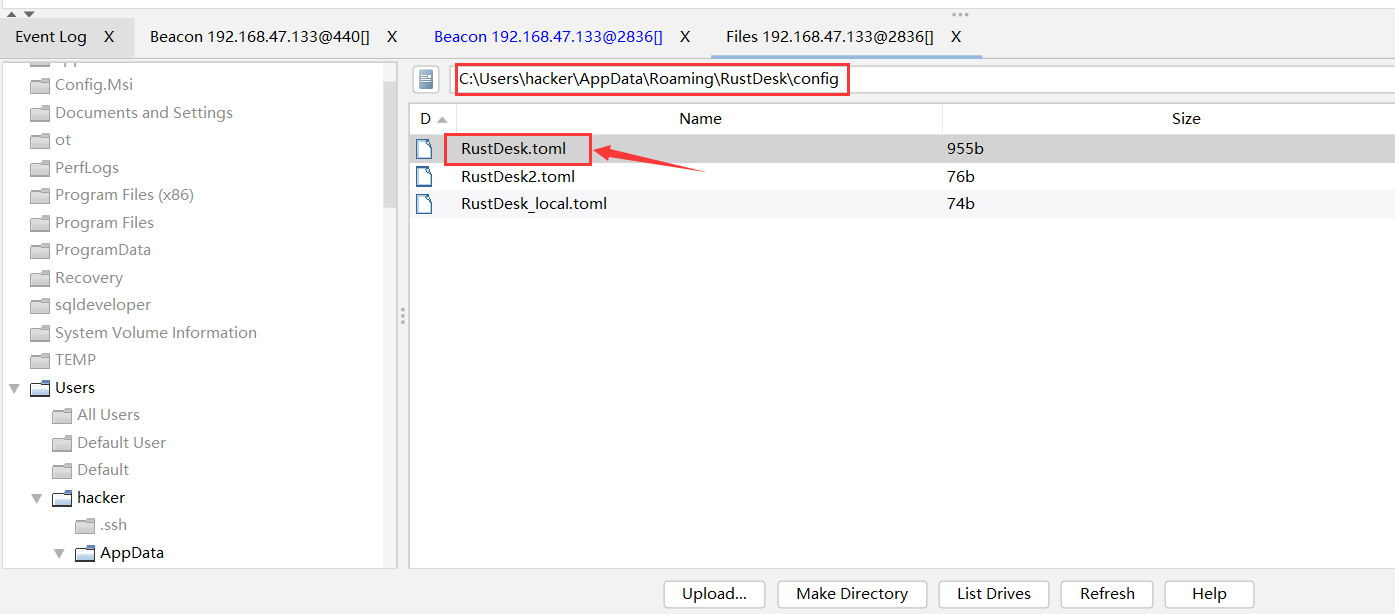 Event Log X Beacon 192.168.47.133@440[] X Beacon 192.168.47.133@2836[] X Files 192.168.47.133@2836[] X
Config.Msi
Documents and Settings
ot
PerfLogs
Program Files (x86)
Program Files
ProgramData
Recovery
sqldeveloper
System Volume Information
TEMP
Users
All Users
Default User
Default
hacker
.ssh
AppData
C:\Users\hacker\AppData\Roaming\RustDesk\config
D Name Size
RustDesk.toml 955b
RustDesk2.toml 76b
RustDesk_local.toml 74b
Upload... Make Directory List Drives Refresh Help